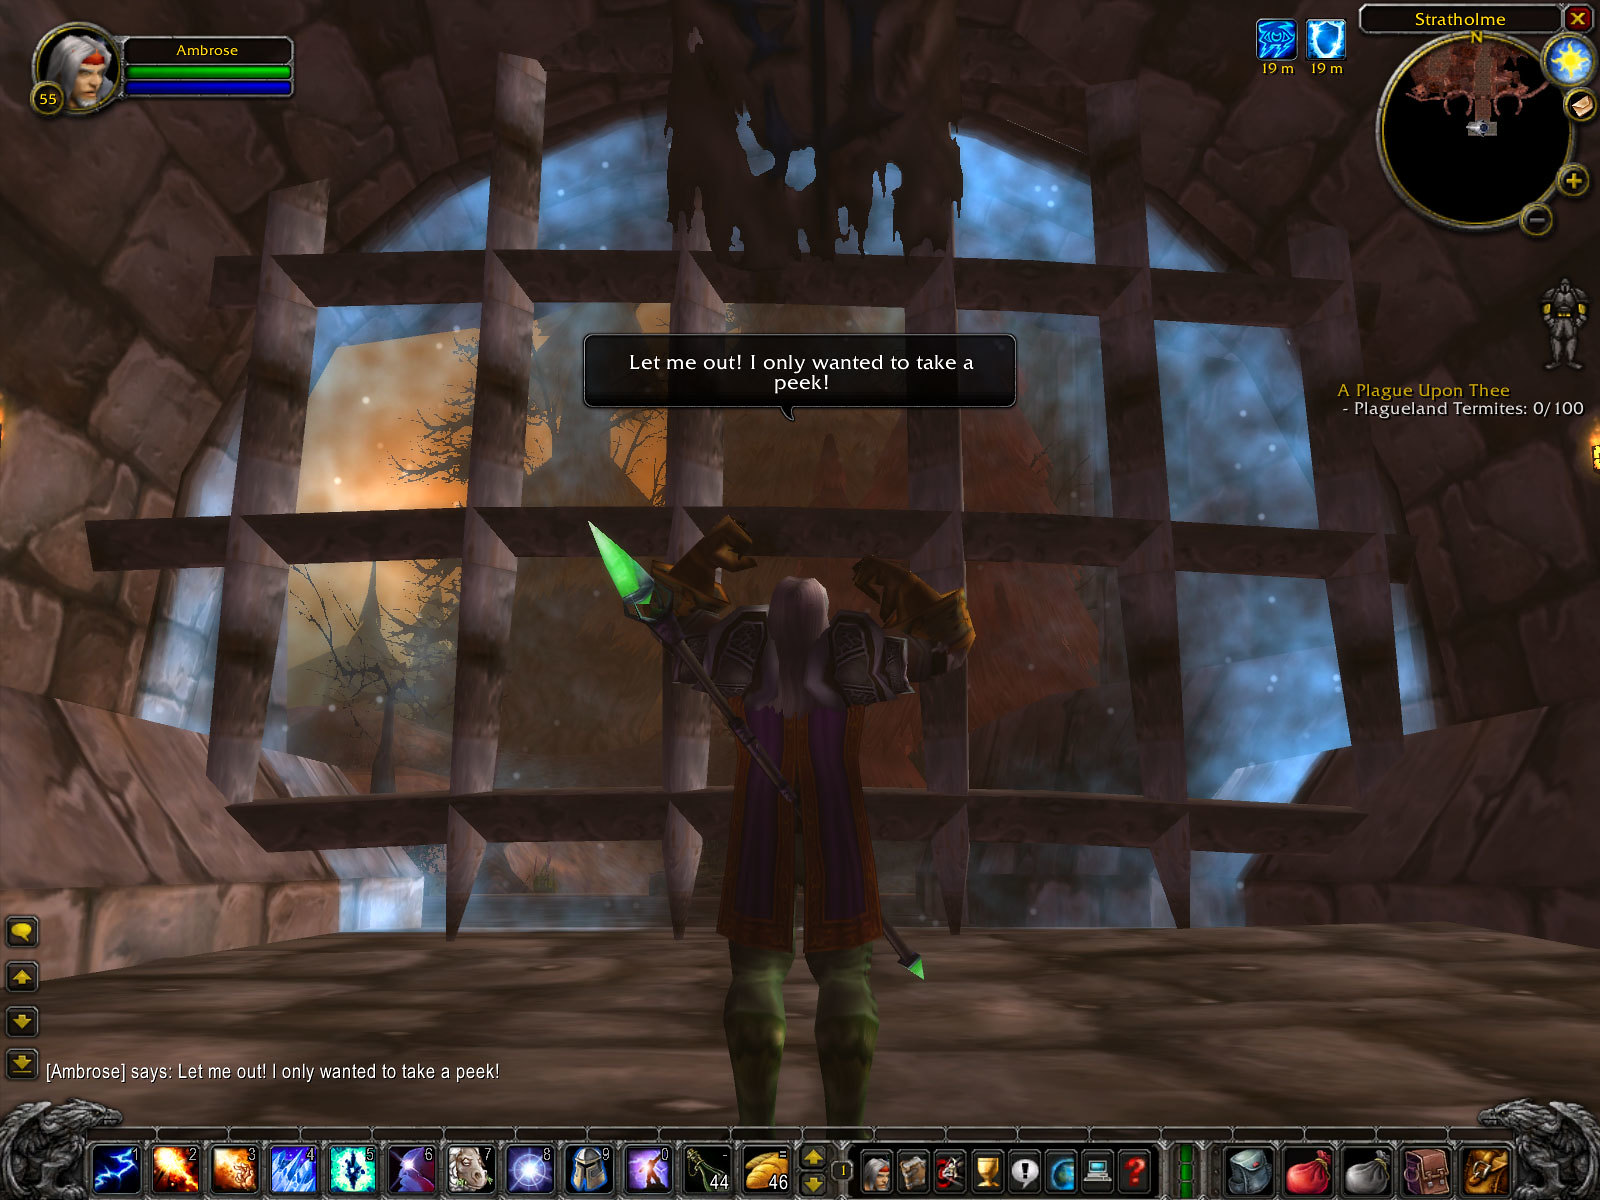 Ambrose
55
19 m
19 m
Stratholme
N
Let me out! I only wanted to take a
peek!
A Plague Upon Thee
- Plagueland Termites: 0/100
[Ambrose] says: Let me out! I only wanted to take a peek!
1 2 3 4 5 6 7 8 9 0 - =
44 46
1